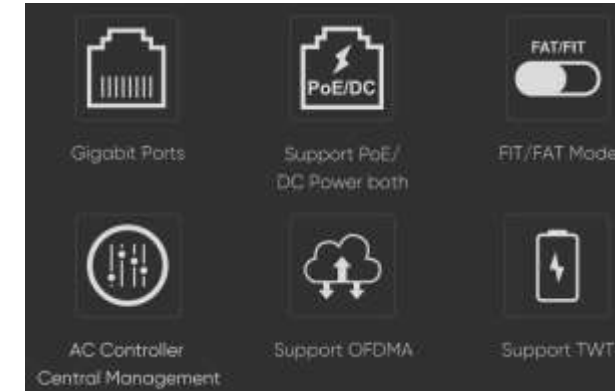 PoE/DC
FAT/FIT
Gigabit Ports
Support PoE/
DC Power both
FIT/FAT Mode
AC Controller
Central Management
Support OFDMA
Support TWT